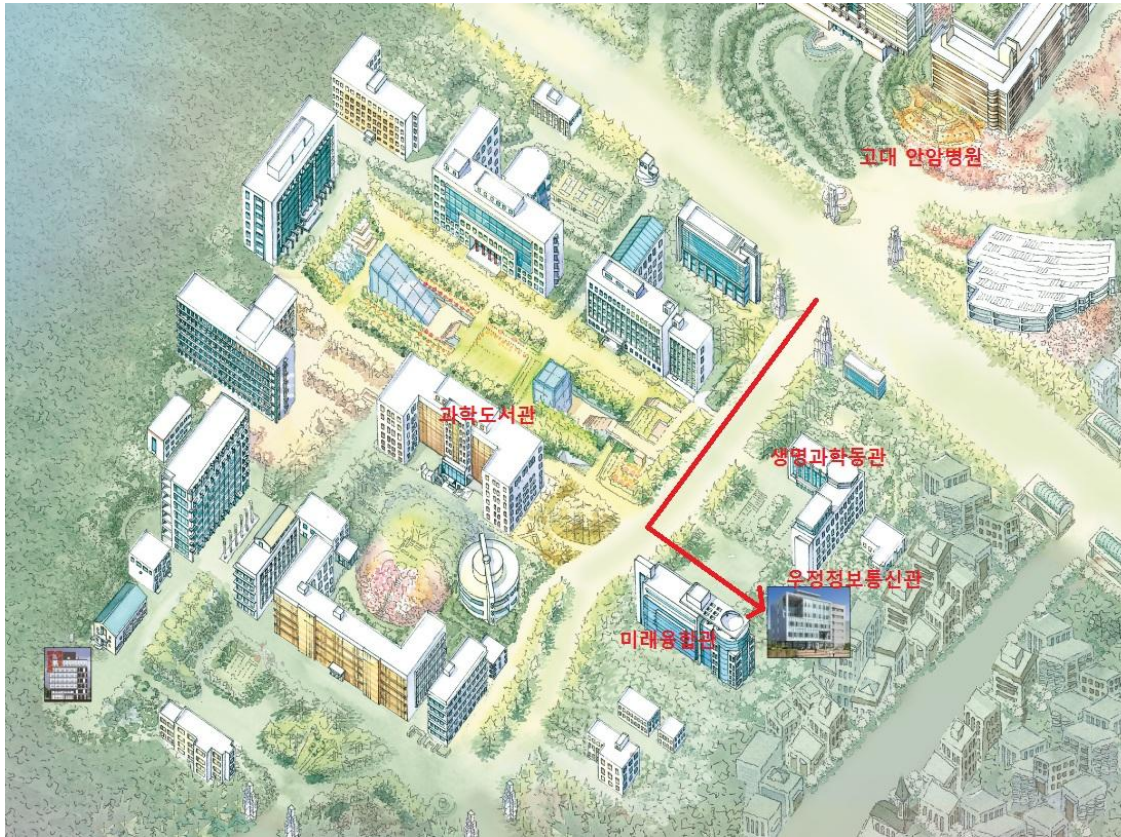 고대 안암병원
과학도서관
생명과학동관
우정정보통신관
미래융합관